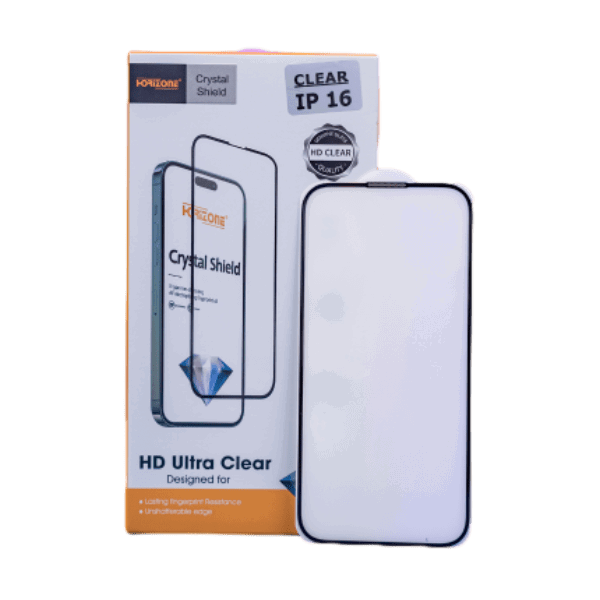 HORIZONE
Crystal
Shield
CLEAR
IP 16
HD CLEAR
QUALITY
HORIZONE
Crystal Shield
HD Ultra Clear
Designed for
Lasting fingerprint Resistance
Unshatterable edge